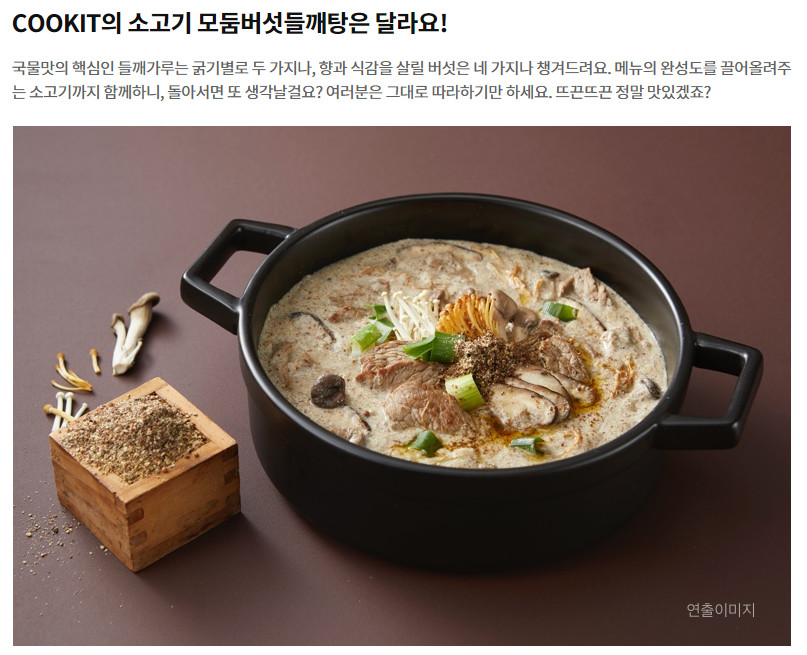 COOKIT의 소고기 모둠버섯들깨탕은 달라요!
국물맛의 핵심인 들깨가루는 굵기별로 두 가지나, 향과 식감을 살릴 버섯은 네 가지나 챙겨드려요. 메뉴의 완성도를 끌어올려주
는 소고기까지 함께하니, 돌아서면 또 생각날걸요? 여러분은 그대로 따라하기만 하세요. 뜨끈뜨끈 정말 맛있겠죠?
연출이미지